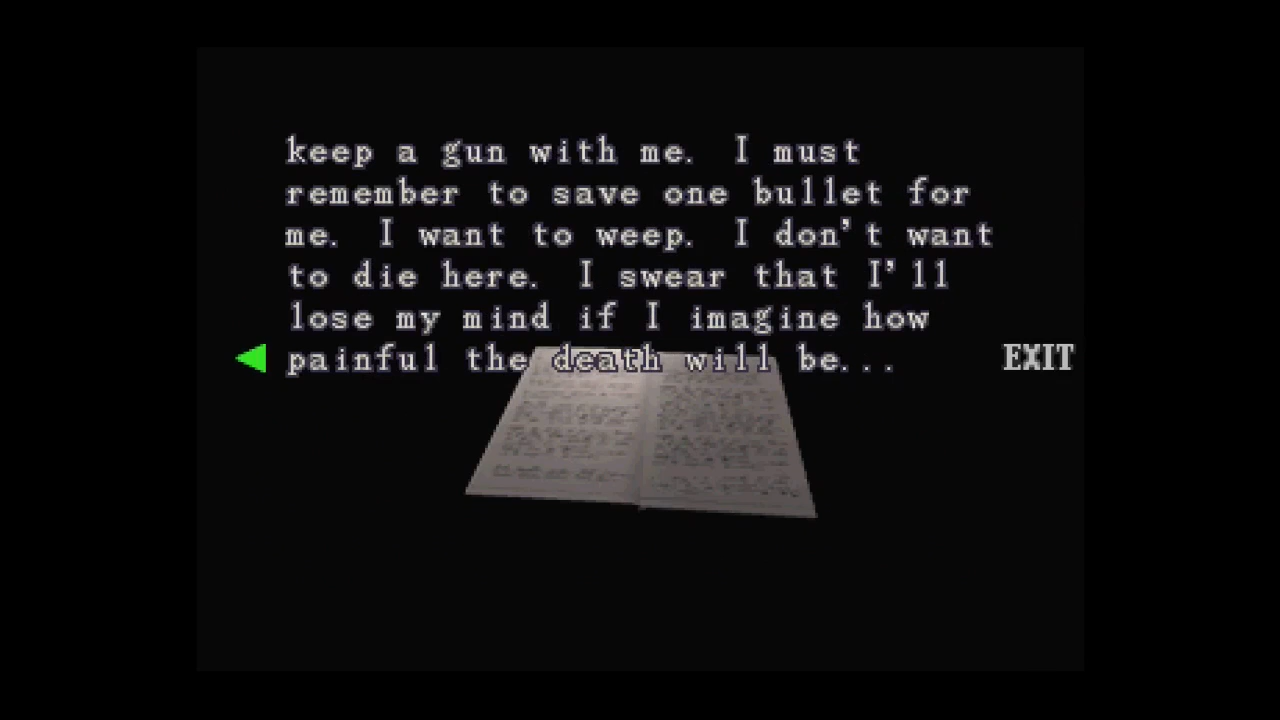 keep a gun with me. I must
remember to save one bullet for
me. I want to weep. I don't want
to die here. I swear that I'll
lose my mind if I imagine how
painful the death will be...
EXIT